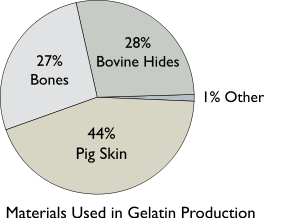 28%
Bovine Hides
27%
Bones
1% Other
44%
Pig Skin
Materials Used in Gelatin Production